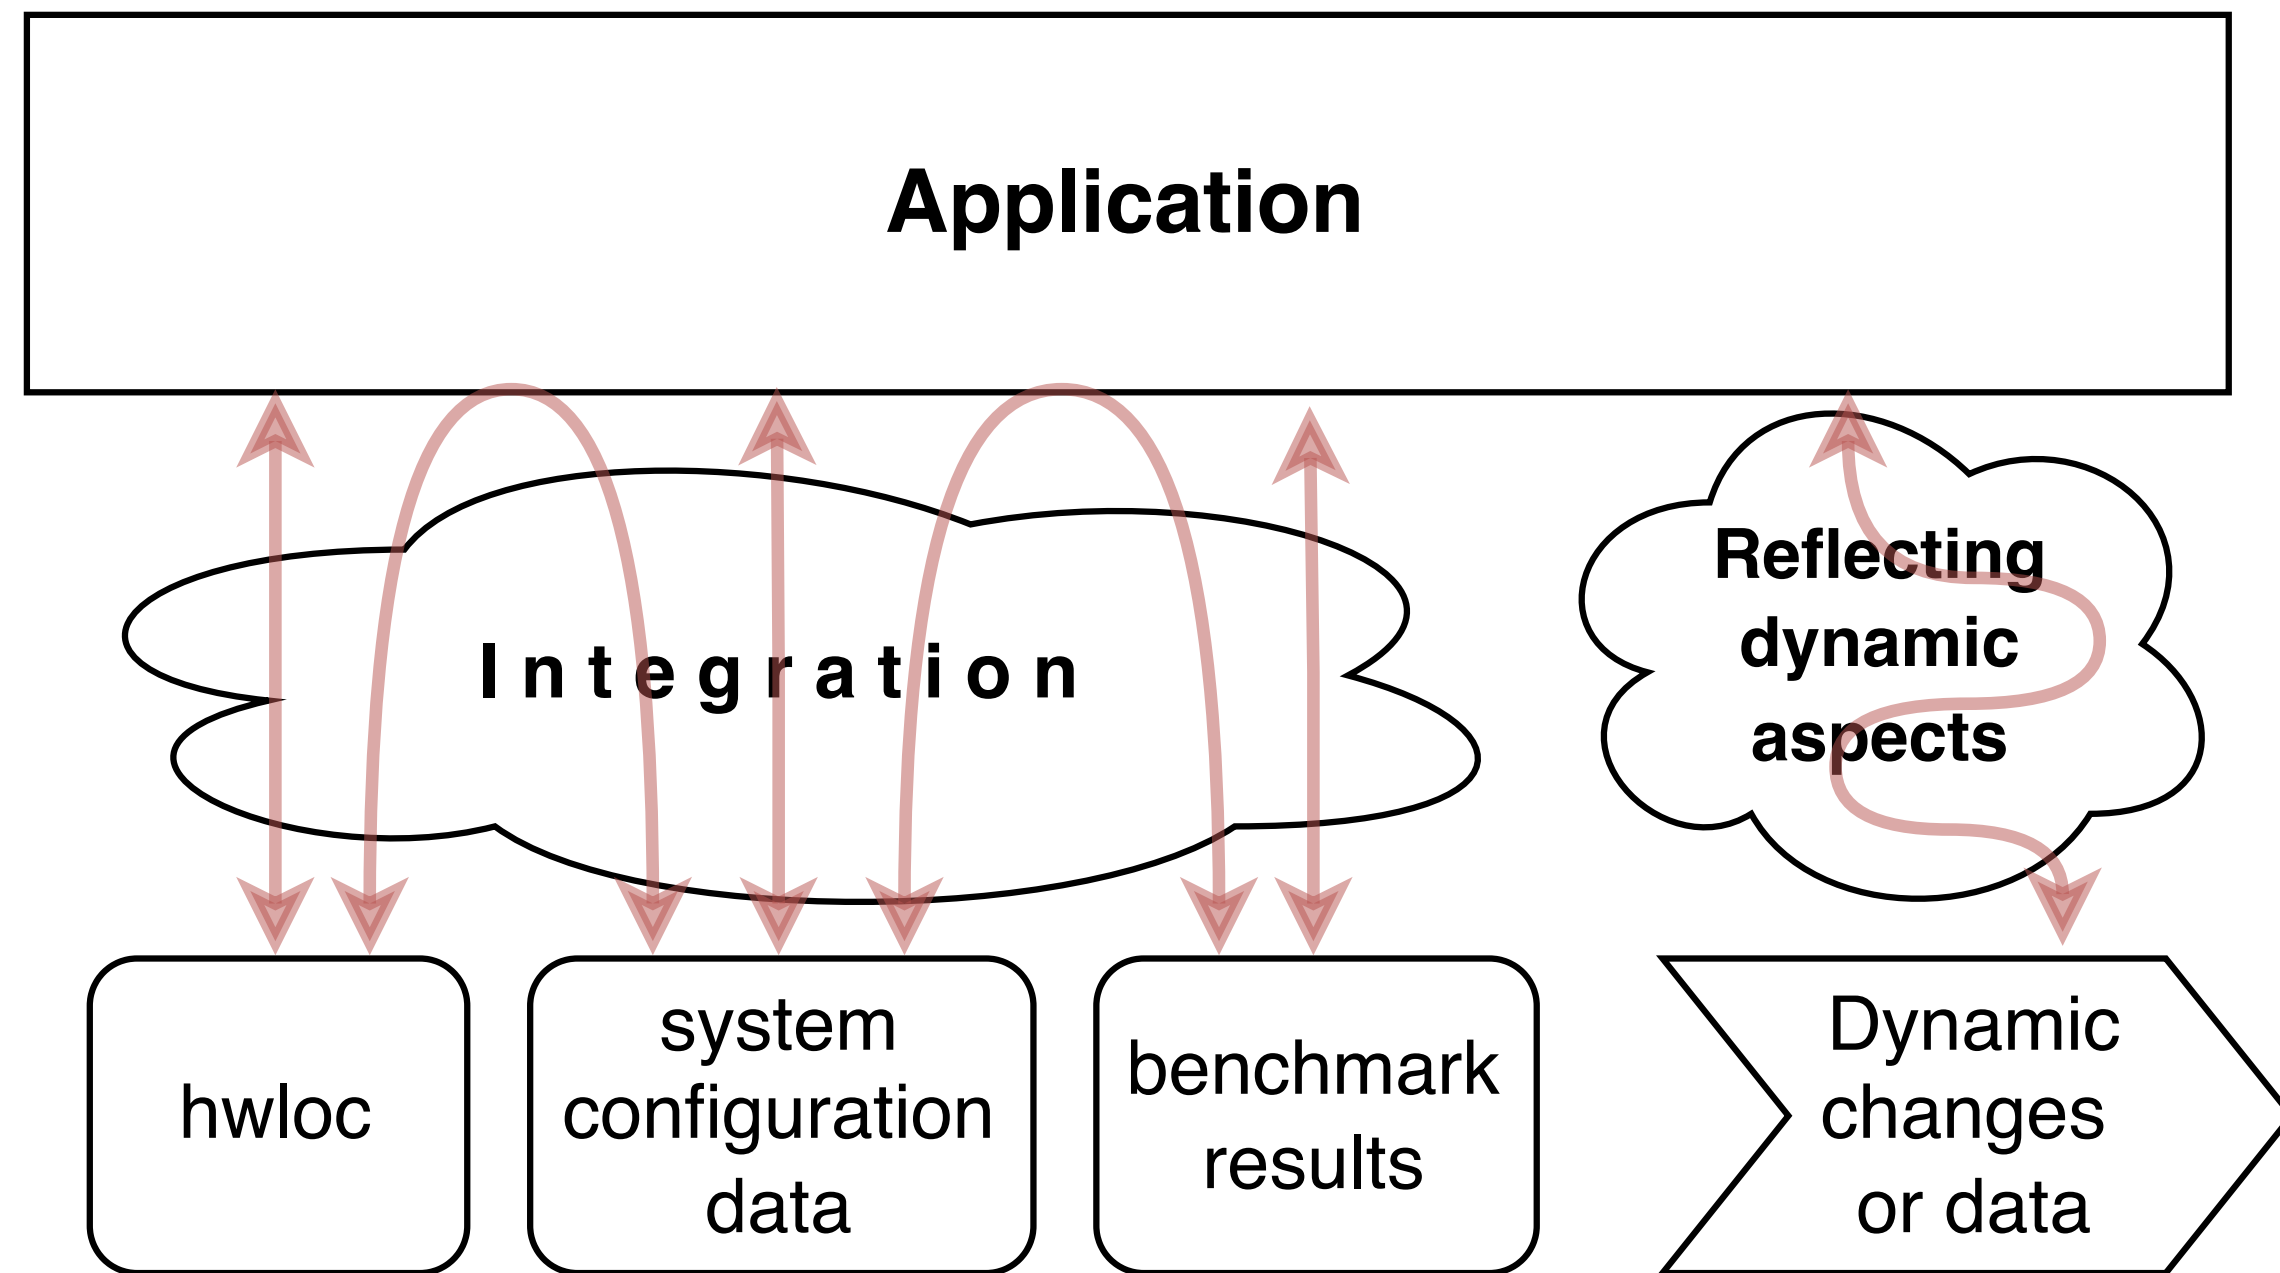 Application
Integration
Reflecting
dynamic
aspects
hwloc
system
configuration
data
benchmark
results
Dynamic
changes
or data